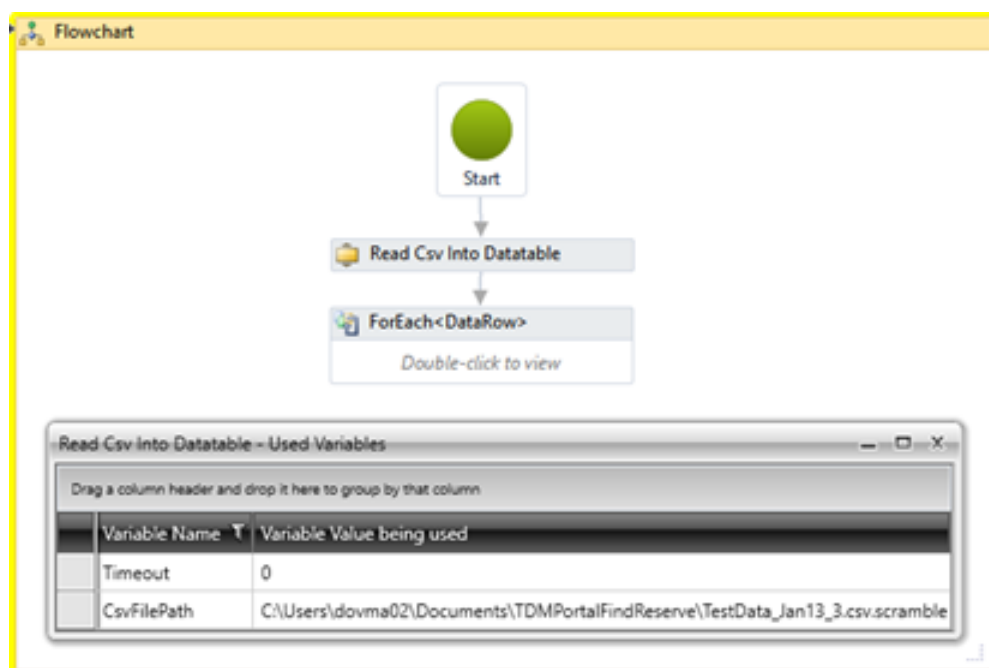 Flowchart
Start
Read Csv Into Datatable
ForEach<DataRow>
Double-click to view
Read Csv Into Datatable - Used Variables
Drag a column header and drop it here to group by that column
Variable Name Variable Value being used
Timeout 0
CsvFilePath C:\Users\dovma02\Documents\TDMPortalFindReserve\TestData_Jan13_3.csv.scramble